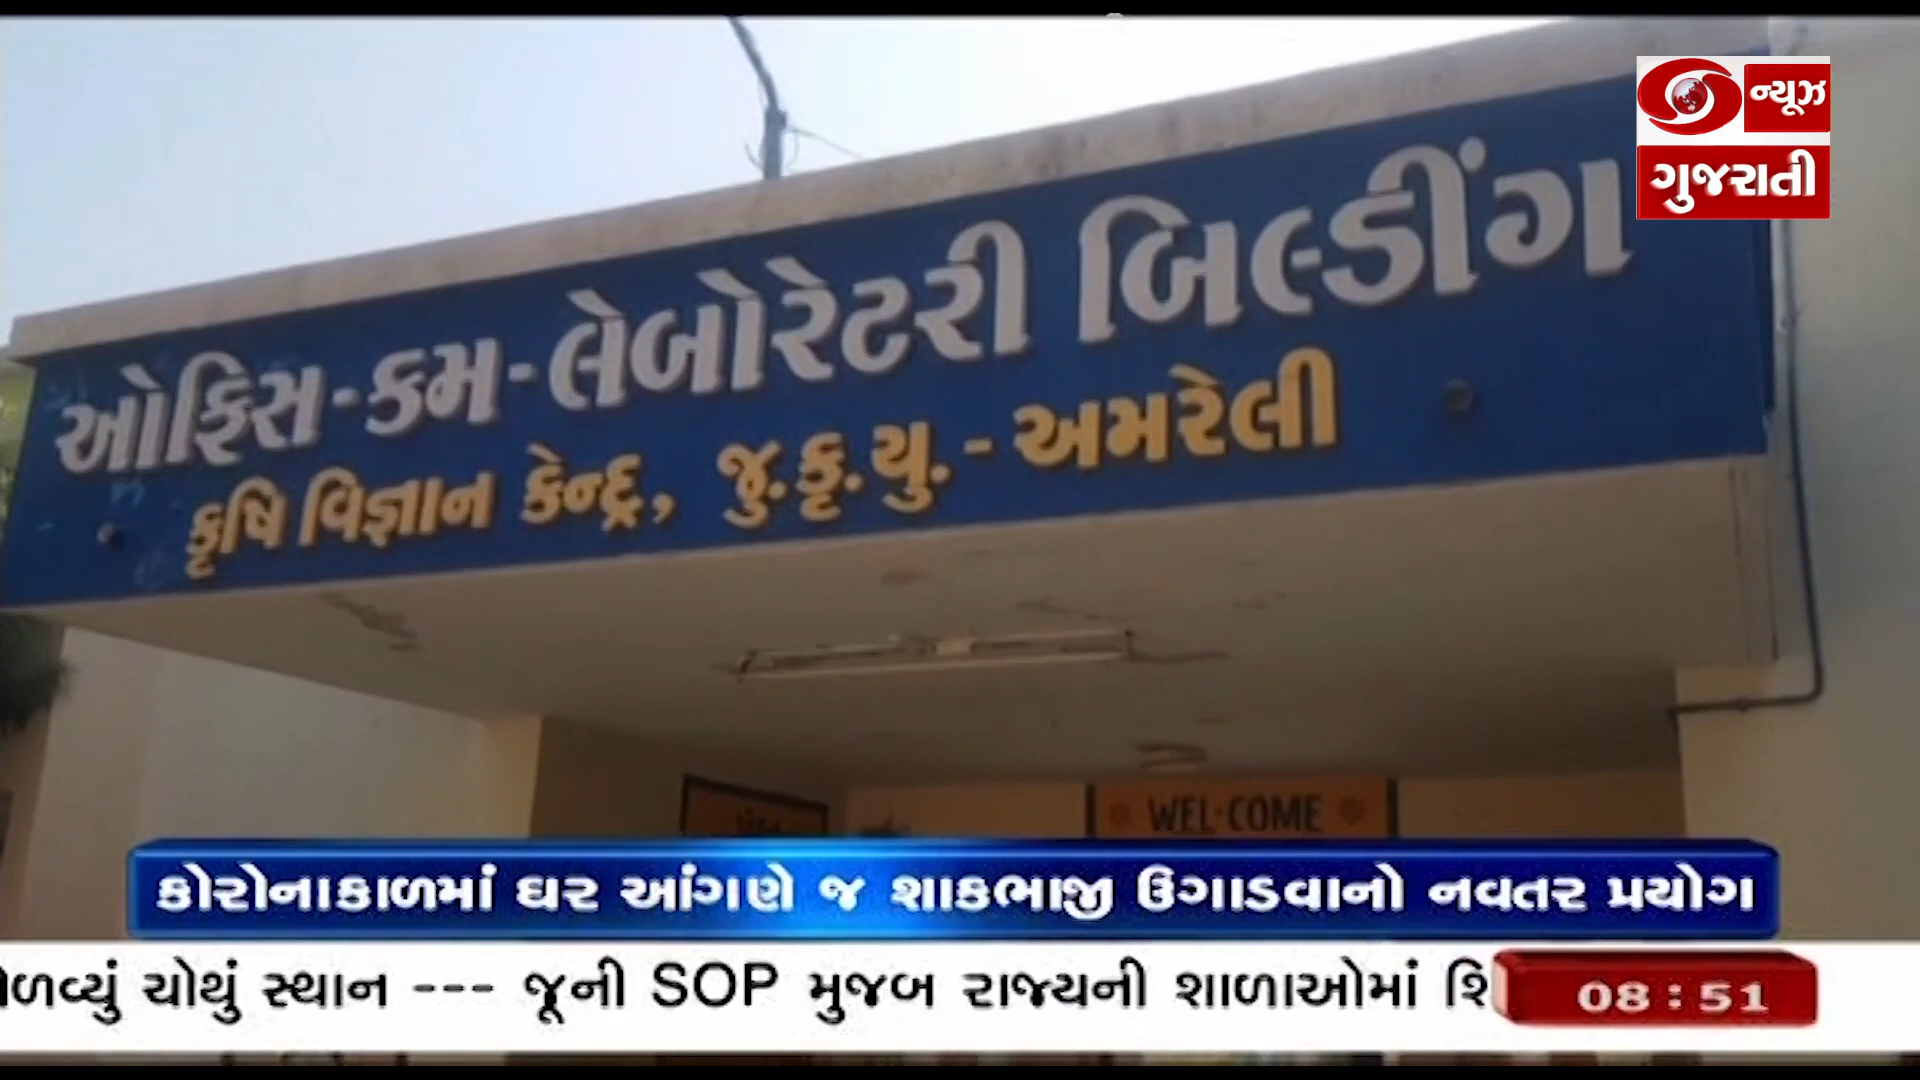 ન્યૂઝ
ગુજરાતી
ઓફિસ-કમ-લેબોરેટરી બિલ્ડીંગ
કૃષિ વિજ્ઞાન કેન્દ્ર, જુ.કૃ.યુ.-અમરેલી
WEL-COME
કોરોનાકાળમાં ઘર આંગણે જ શાકભાજી ઉગાડવાનો નવતર પ્રયોગ
ચોથું સ્થાન --- જૂની SOP મુજબ રાજ્યની શાળાઓમાં
08:51